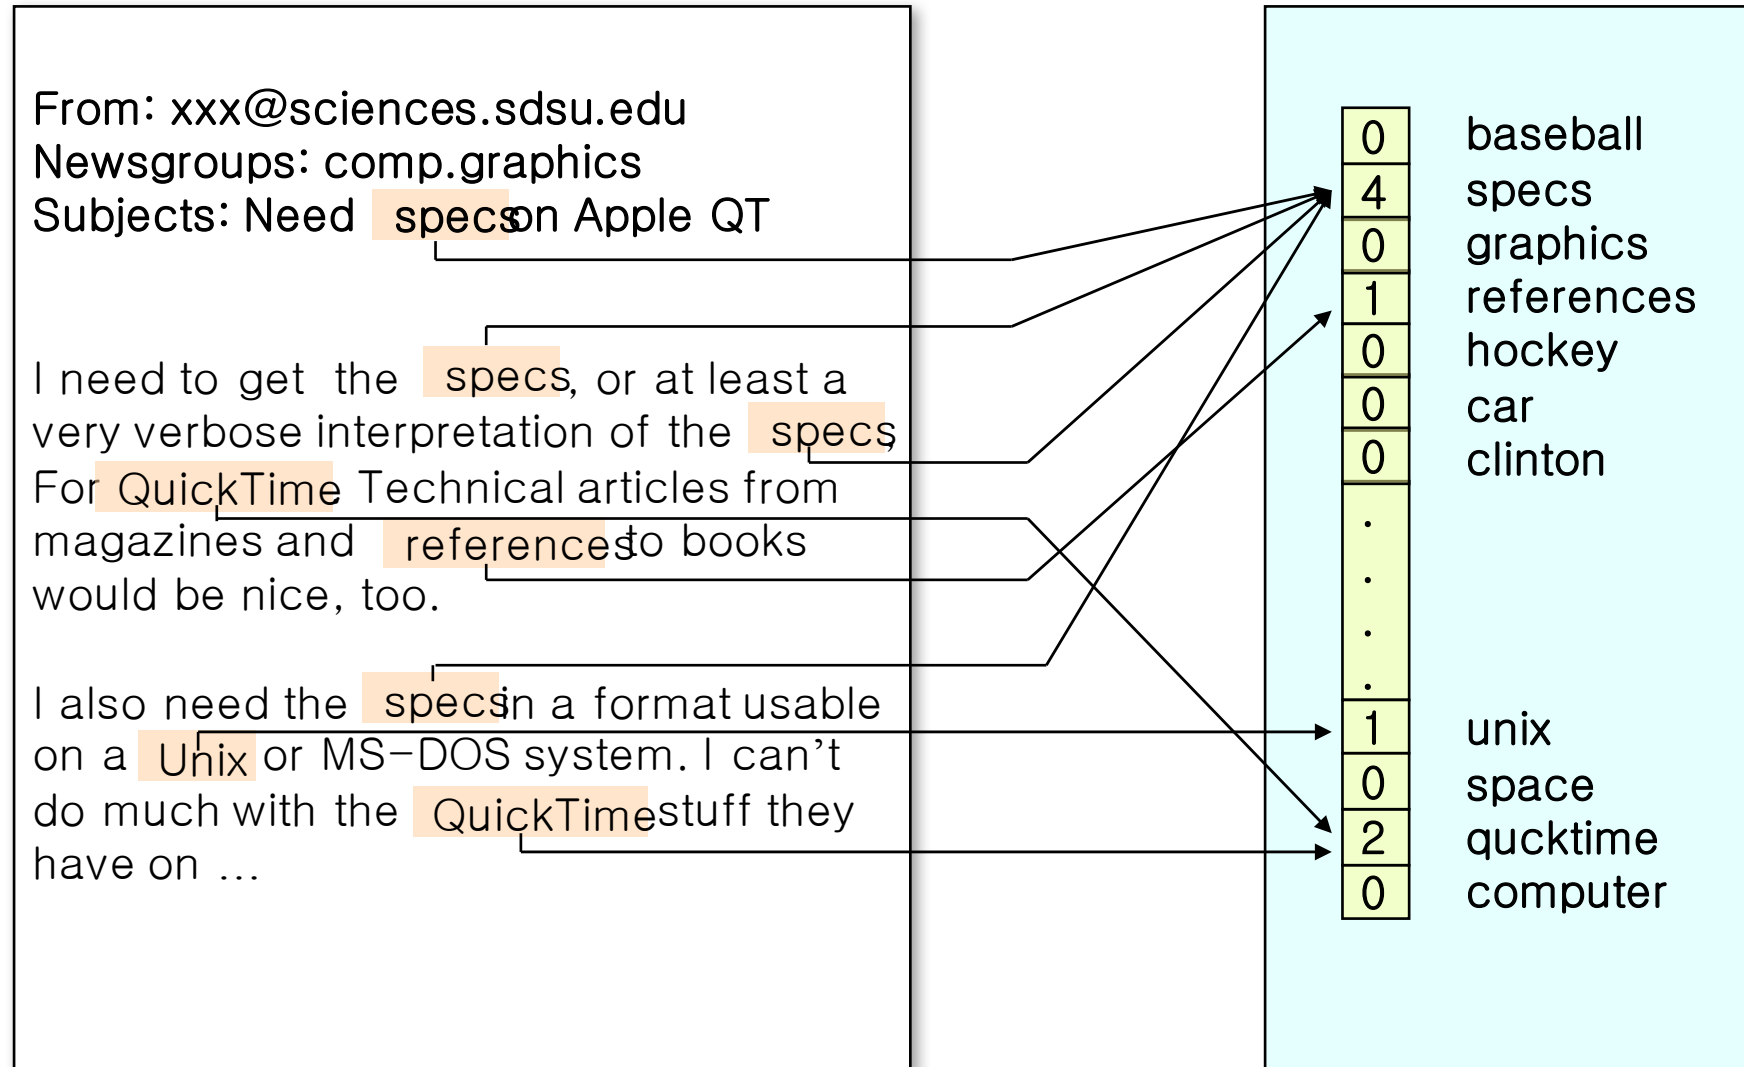 From: xxx@sciences.sdsu.edu
Newsgroups: comp.graphics
Subjects: Need specs on Apple QT
I need to get the specs, or at least a
very verbose interpretation of the specs,
For QuickTime Technical articles from
magazines and references to books
would be nice, too.
I also need the specs in a format usable
on a Unix or MS-DOS system. I can't
do much with the QuickTime stuff they
have on ...
0 baseball
4 specs
0 graphics
1 references
0 hockey
0 car
0 clinton
.
.
.
.
1 unix
0 space
2 qucktime
0 computer